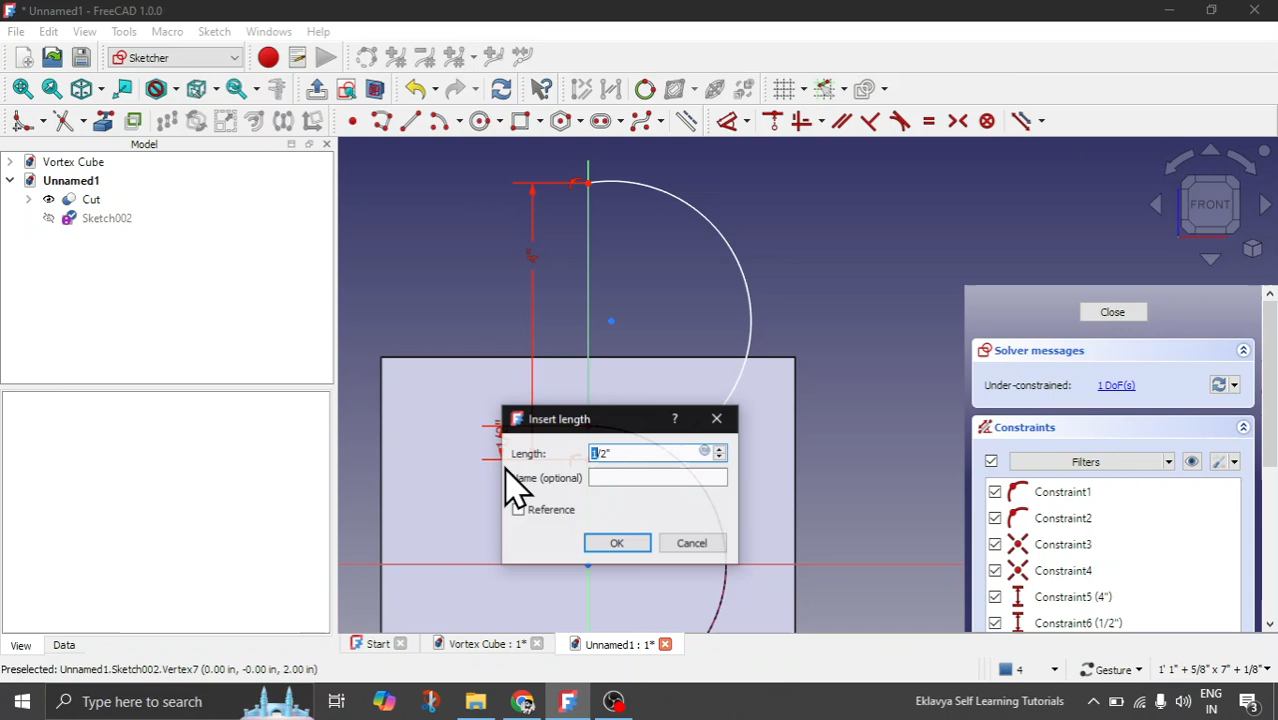 * Unnamed1 - FreeCAD 1.0.0
File Edit View Tools Macro Sketch Windows Help
Sketcher
Model
Vortex Cube
Unnamed1
Cut
Sketch002
FRONT
Close
Solver messages
Under-constrained: 1 DoF(s)
Constraints
Filters
Constraint1
Constraint2
Constraint3
Constraint4
Constraint5 (4")
Constraint6 (1/2")
Insert length
?
Length: 1/2"
Name (optional)
Reference
OK Cancel
View Data
Start Vortex Cube : 1* Unnamed1 : 1*
Preselected: Unnamed1.Sketch002.Vertex7 (0.00 in, -0.00 in, 2.00 in)
4 Gesture 1' 1" + 5/8" x 7" + 1/8"
Type here to search
Eklavya Self Learning Tutorials
ENG
IN
3